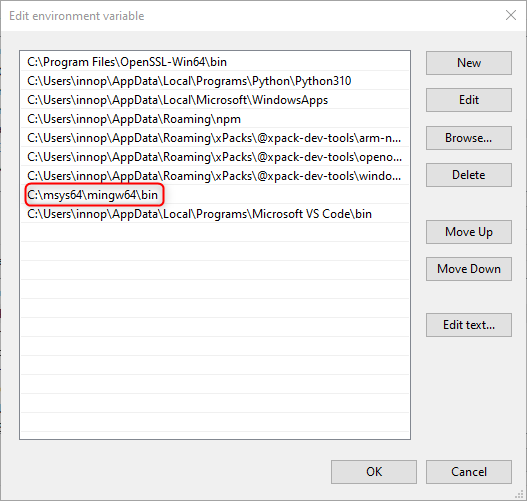 Edit environment variable
C:\Program Files\OpenSSL-Win64\bin
C:\Users\innop\AppData\Local\Programs\Python\Python310
C:\Users\innop\AppData\Local\Microsoft\WindowsApps
C:\Users\innop\AppData\Roaming\npm
C:\Users\innop\AppData\Roaming\xPacks\@xpack-dev-tools\arm-n...
C:\Users\innop\AppData\Roaming\xPacks\@xpack-dev-tools\openo...
C:\Users\innop\AppData\Roaming\xPacks\@xpack-dev-tools\windo...
C:\msys64\mingw64\bin
C:\Users\innop\AppData\Local\Programs\Microsoft VS Code\bin
New
Edit
Browse...
Delete
Move Up
Move Down
Edit text...
OK
Cancel